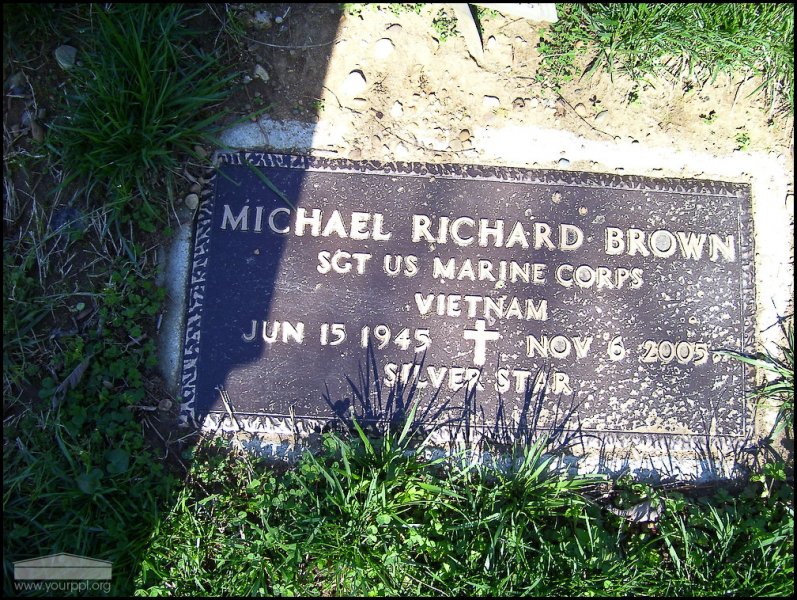 MICHAEL RICHARD BROWN
SGT US MARINE CORPS
VIETNAM
JUN 15 1945 NOV 6 2005
SILVER STAR
www.yourppl.org